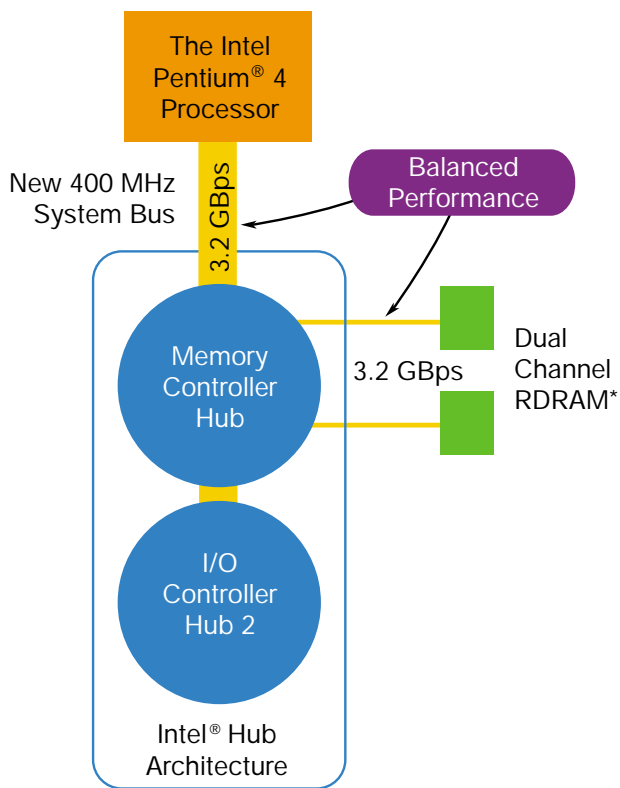 The Intel
Pentium® 4
Processor
New 400 MHz
System Bus
3.2 GBps
Balanced
Performance
Memory
Controller
Hub
3.2 GBps
Dual
Channel
RDRAM*
I/O
Controller
Hub 2
Intel® Hub
Architecture